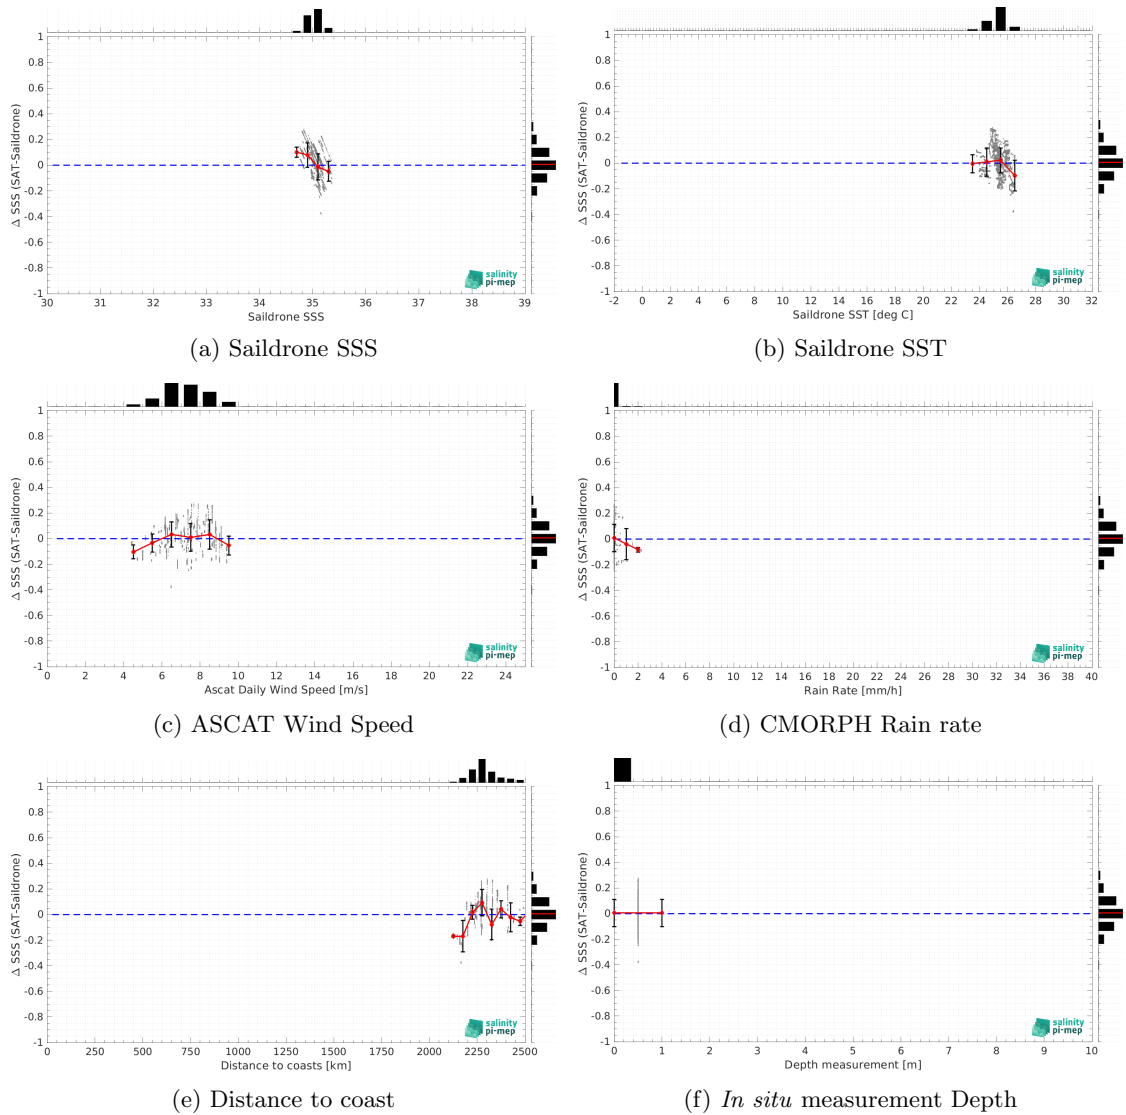 1
0.8
0.6
0.4
0.2
0
-0.2
-0.4
-0.6
-0.8
-1
Δ SSS (SAT-Saildrone)
30 31 32 33 34 35 36 37 38 39
Saildrone SSS
salinity
pi-mep
(a) Saildrone SSS
1
0.8
0.6
0.4
0.2
0
-0.2
-0.4
-0.6
-0.8
-1
Δ SSS (SAT-Saildrone)
-2 0 2 4 6 8 10 12 14 16 18 20 22 24 26 28 30 32
Saildrone SST [deg C]
salinity
pi-mep
(b) Saildrone SST
1
0.8
0.6
0.4
0.2
0
-0.2
-0.4
-0.6
-0.8
-1
Δ SSS (SAT-Saildrone)
0 2 4 6 8 10 12 14 16 18 20 22 24
Ascat Daily Wind Speed [m/s]
salinity
pi-mep
(c) ASCAT Wind Speed
1
0.8
0.6
0.4
0.2
0
-0.2
-0.4
-0.6
-0.8
-1
Δ SSS (SAT-Saildrone)
0 2 4 6 8 10 12 14 16 18 20 22 24 26 28 30 32 34 36 38 40
Rain Rate [mm/h]
salinity
pi-mep
(d) CMORPH Rain rate
1
0.8
0.6
0.4
0.2
0
-0.2
-0.4
-0.6
-0.8
-1
Δ SSS (SAT-Saildrone)
0 250 500 750 1000 1250 1500 1750 2000 2250 2500
Distance to coasts [km]
salinity
pi-mep
(e) Distance to coast
1
0.8
0.6
0.4
0.2
0
-0.2
-0.4
-0.6
-0.8
-1
Δ SSS (SAT-Saildrone)
0 1 2 3 4 5 6 7 8 9 10
Depth measurement [m]
salinity
pi-mep
(f) In situ measurement Depth